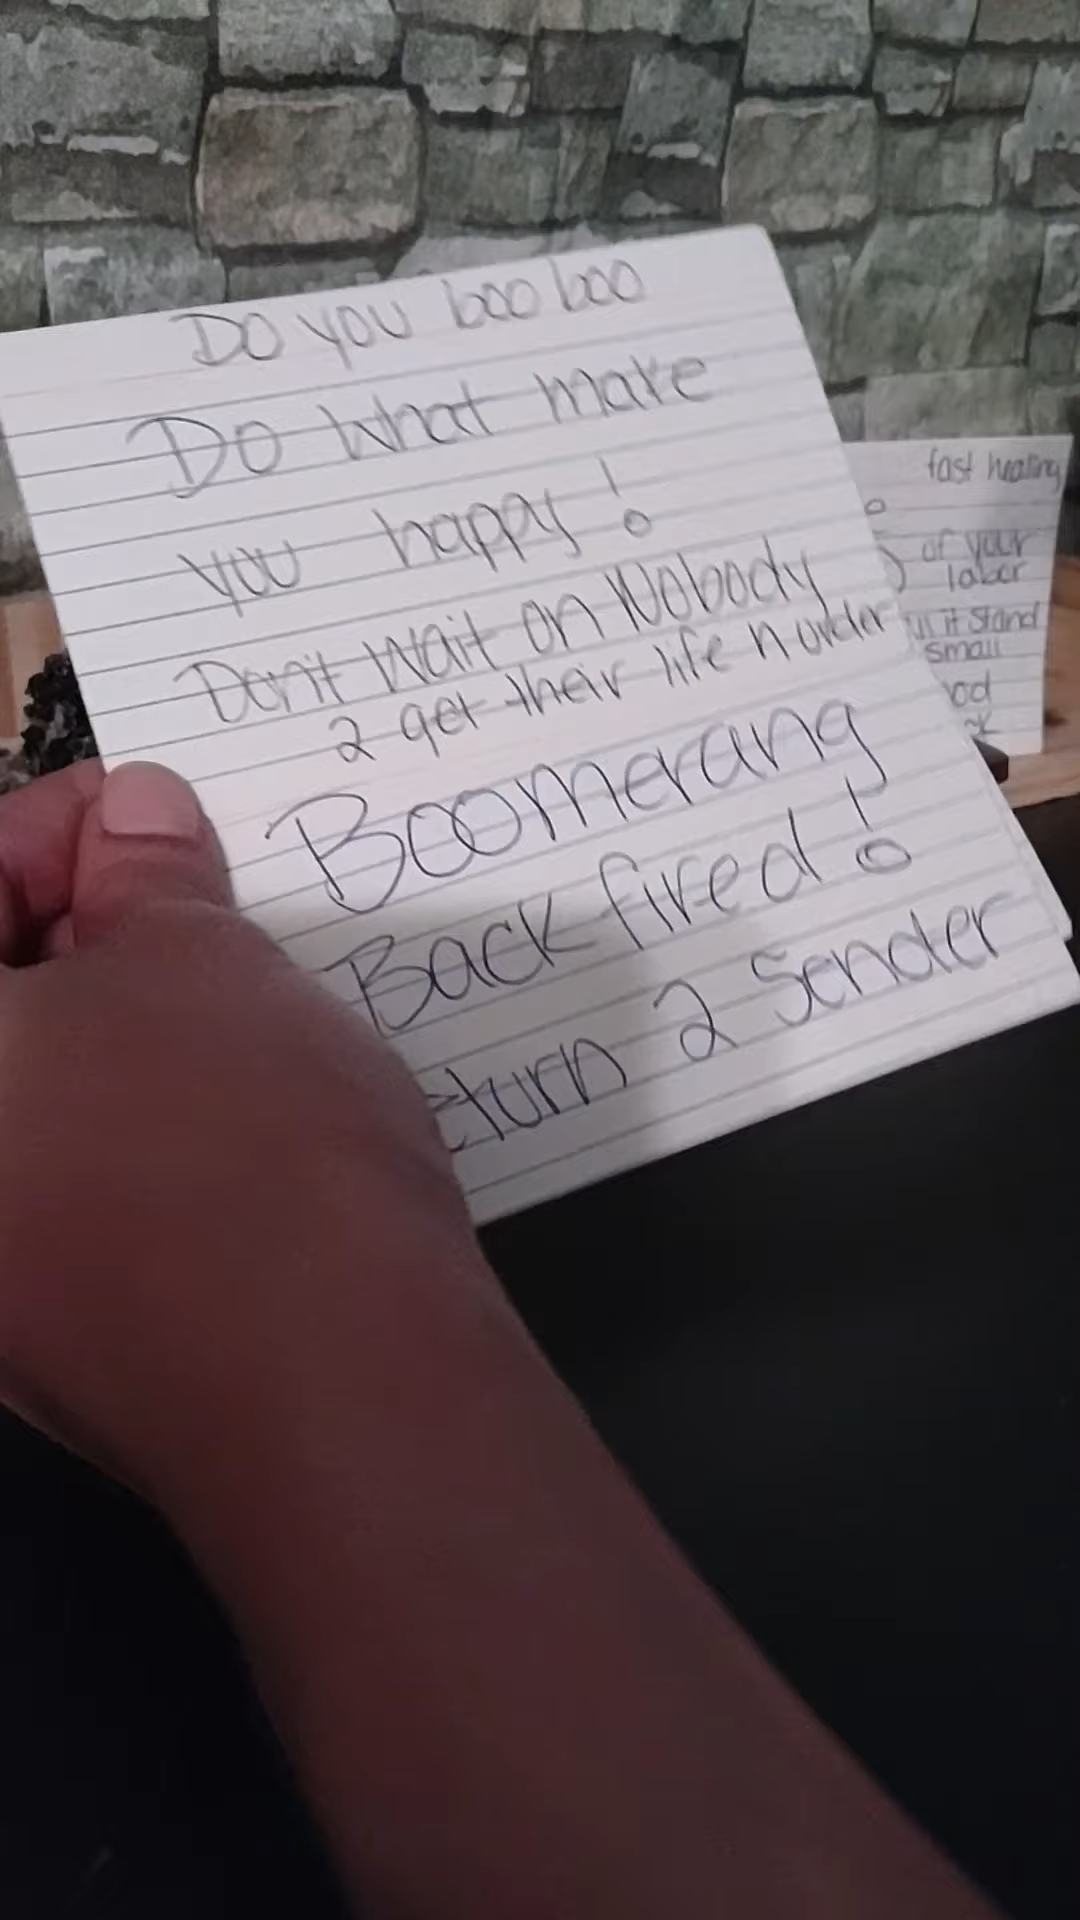 Do you boo boo
Do What make
you happy!
Don't Wait on Nobody
2 get their life n order
Boomerang
Back fired!
eturn 2 Sender
fast healing
of your
labor
it stand
small